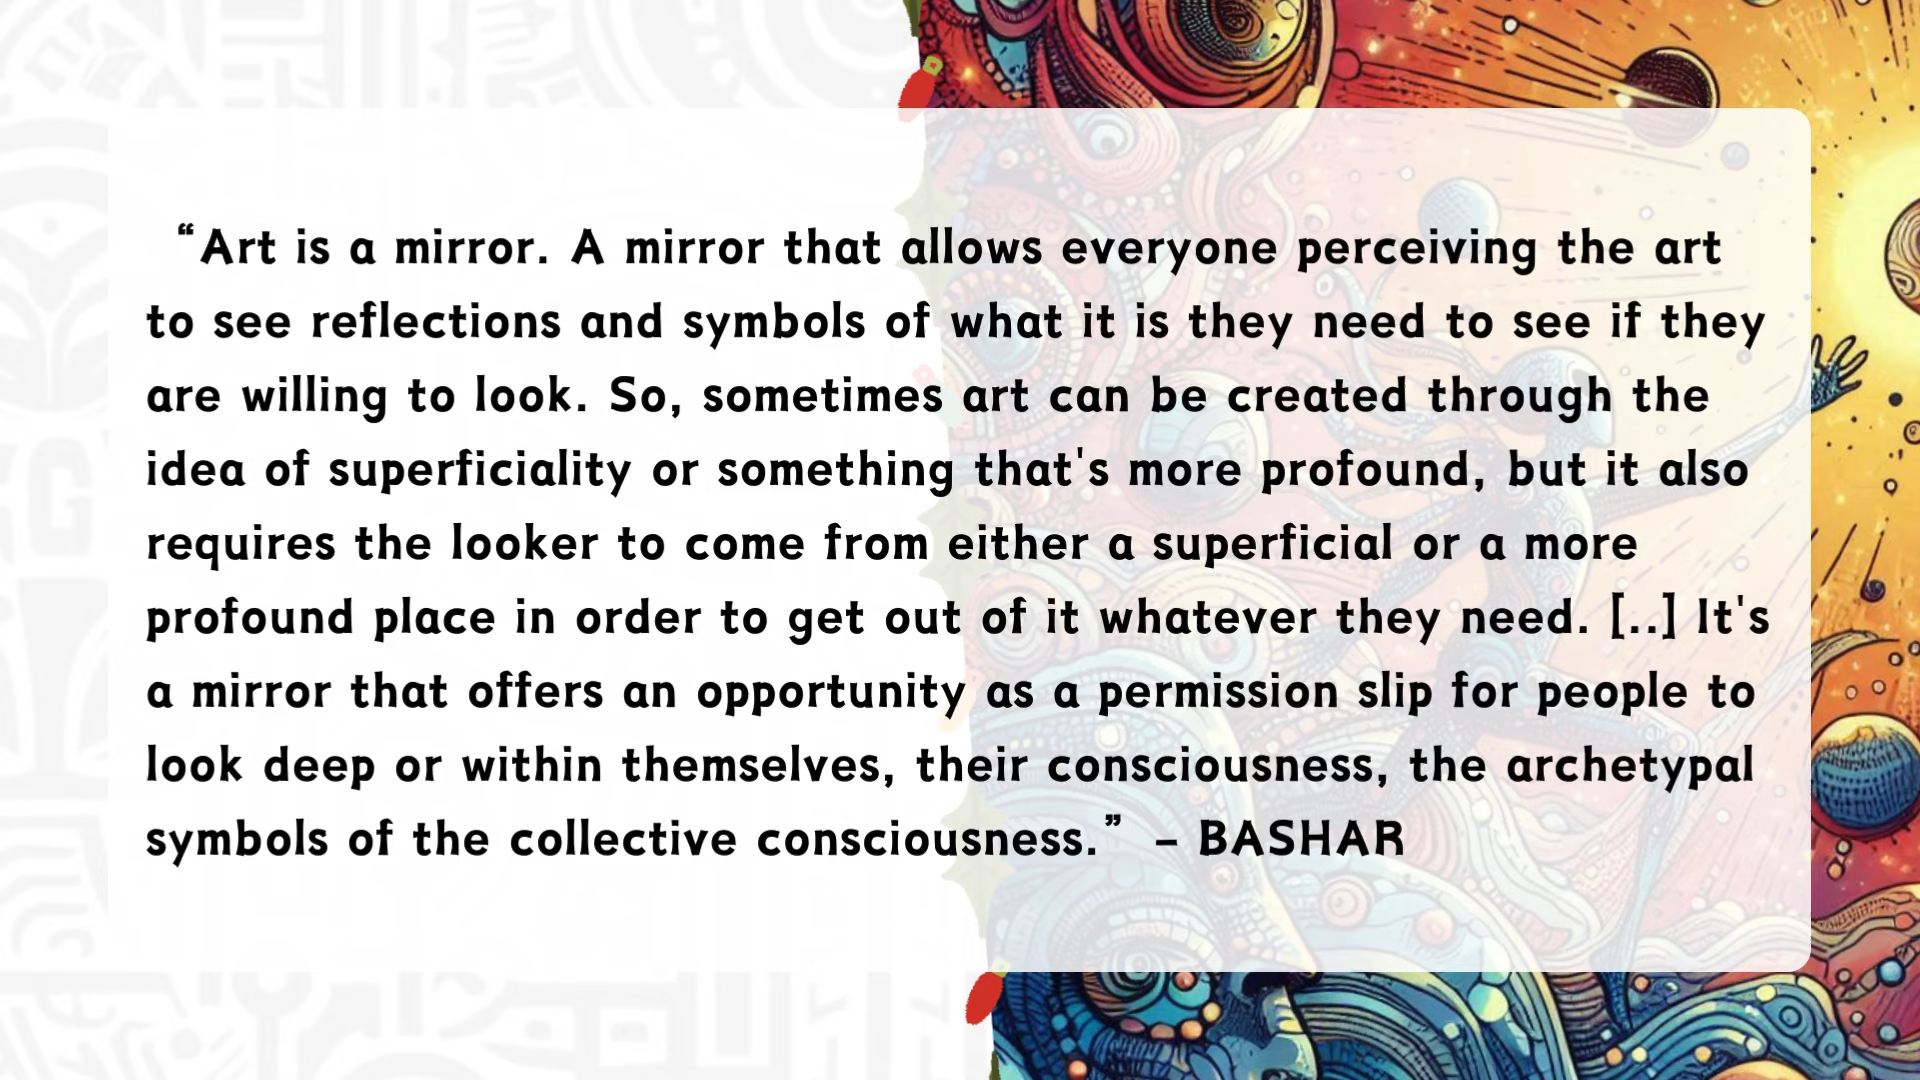 “Art is a mirror. A mirror that allows everyone perceiving the art
to see reflections and symbols of what it is they need to see if they
are willing to look. So, sometimes art can be created through the
idea of superficiality or something that's more profound, but it also
requires the looker to come from either a superficial or a more
profound place in order to get out of it whatever they need. [..] It's
a mirror that offers an opportunity as a permission slip for people to
look deep or within themselves, their consciousness, the archetypal
symbols of the collective consciousness.” – BASHAR